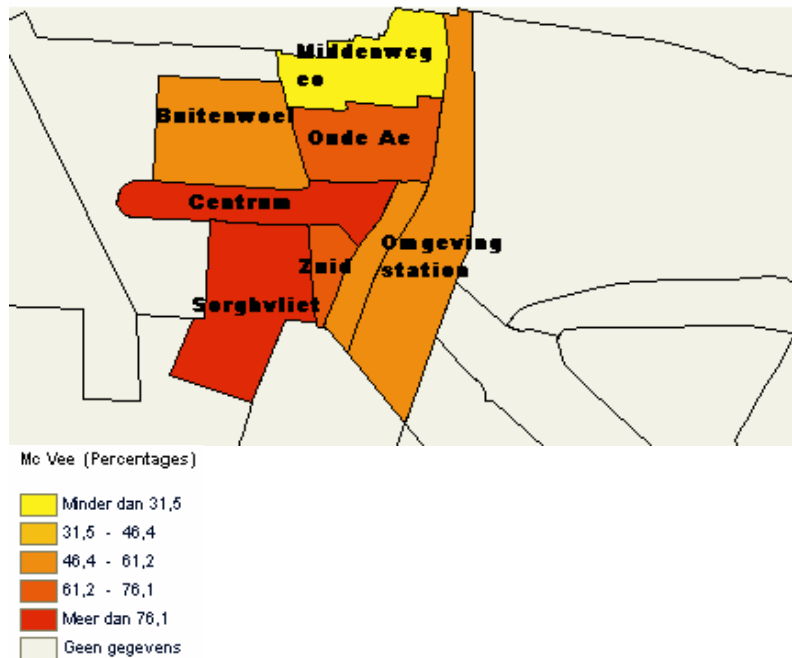 Middenweg
eo
Buitenwoel
Oude Ae
Centrum
Omgeving
station
Zuid
Sorghvliet
Mc Vee (Percentages)
Minder dan 31,5
31,5 - 46,4
46,4 - 61,2
61,2 - 76,1
Meer dan 76,1
Geen gegevens